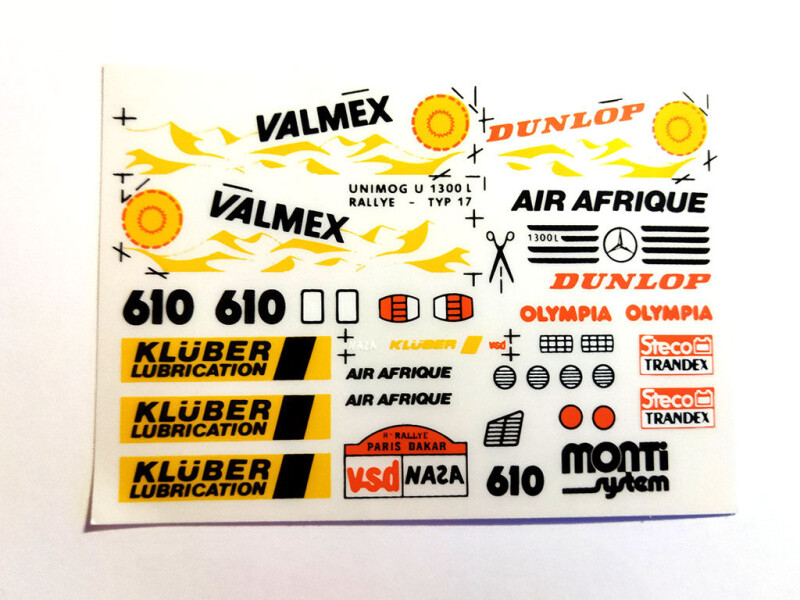 VALMEX
DUNLOP
UNIMOG U 1300 L
RALLYE - TYP 17
AIR AFRIQUE
VALMEX
1300 L
DUNLOP
610
610
OLYMPIA
OLYMPIA
KLÜBER
LUBRICATION
NASA
KLÜBER
vsd
Steco
TRANDEX
AIR AFRIQUE
AIR AFRIQUE
KLÜBER
LUBRICATION
Steco
TRANDEX
R-RALLYE
PARIS DAKAR
vsd
NASA
610
MONTI
system
KLÜBER
LUBRICATION